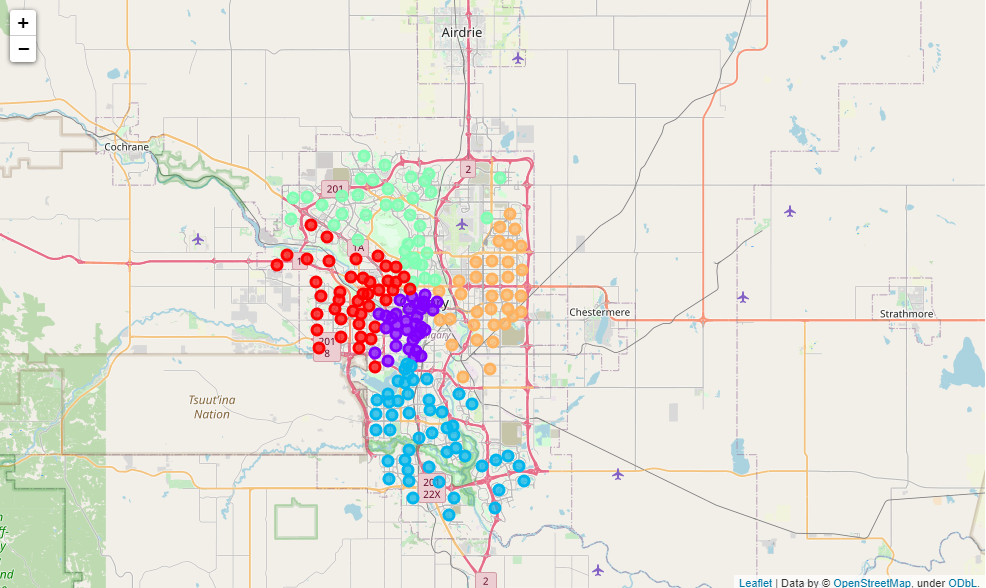 +
−
Airdrie
Cochrane
2
201
1A
1
Chestermere
Strathmore
201
8
Tsuut'ina
Nation
22X
2
Leaflet | Data by © OpenStreetMap, under ODbL.